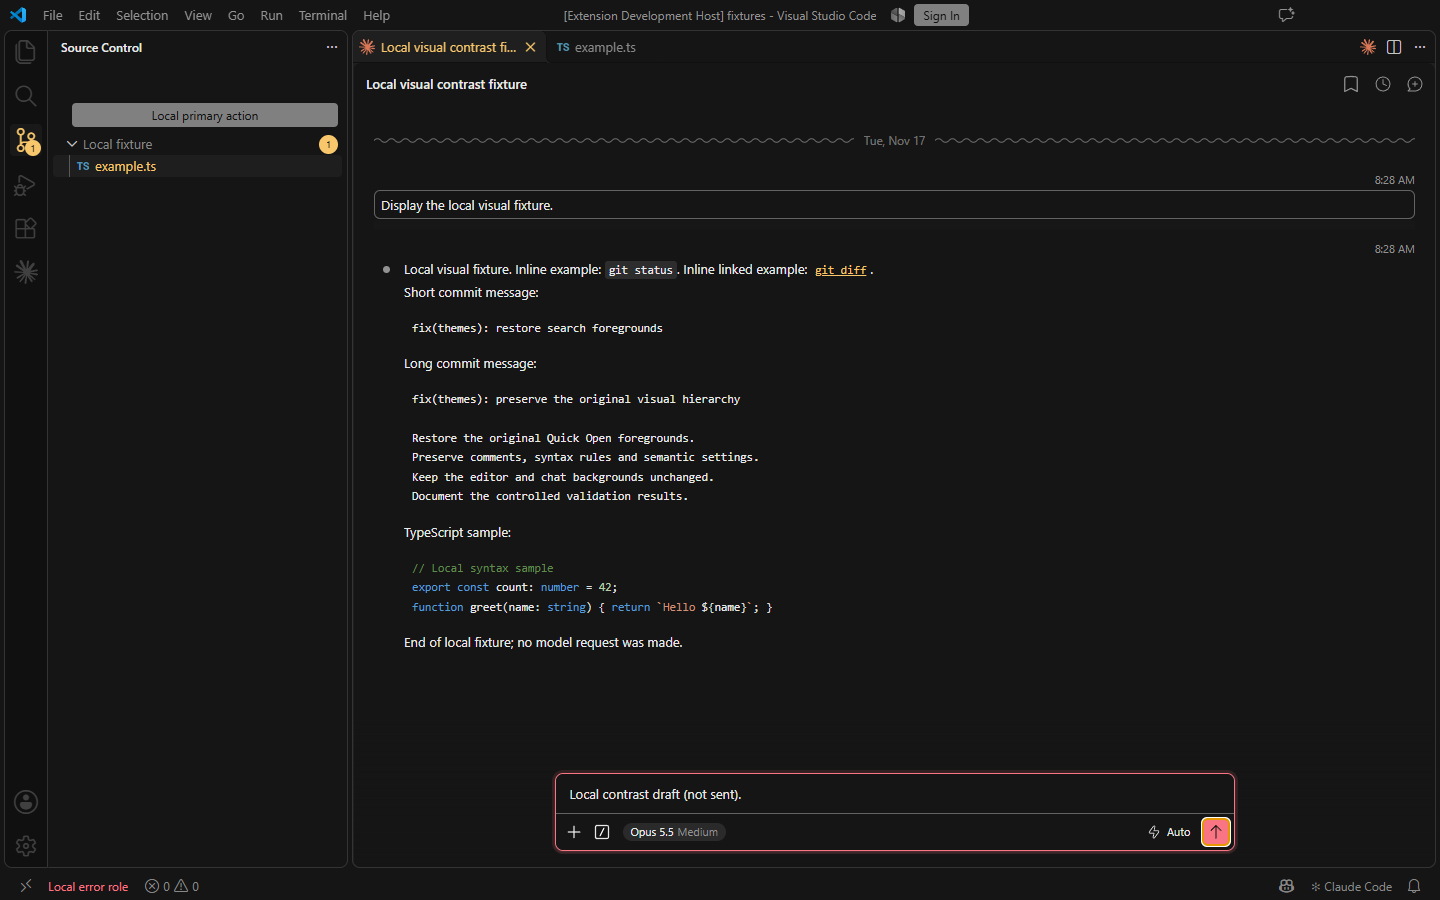 File Edit Selection View Go Run Terminal Help
[Extension Development Host] fixtures - Visual Studio Code
Sign In
Source Control
Local primary action
Local fixture
1
TS example.ts
1
Local visual contrast fi...
TS example.ts
Local visual contrast fixture
Tue, Nov 17
8:28 AM
Display the local visual fixture.
8:28 AM
Local visual fixture. Inline example: git status. Inline linked example: git diff.
Short commit message:
fix(themes): restore search foregrounds
Long commit message:
fix(themes): preserve the original visual hierarchy
Restore the original Quick Open foregrounds.
Preserve comments, syntax rules and semantic settings.
Keep the editor and chat backgrounds unchanged.
Document the controlled validation results.
TypeScript sample:
// Local syntax sample
export const count: number = 42;
function greet(name: string) { return `Hello ${name}`; }
End of local fixture; no model request was made.
Local contrast draft (not sent).
Opus 5.5 Medium
Auto
Local error role
0
0
Claude Code